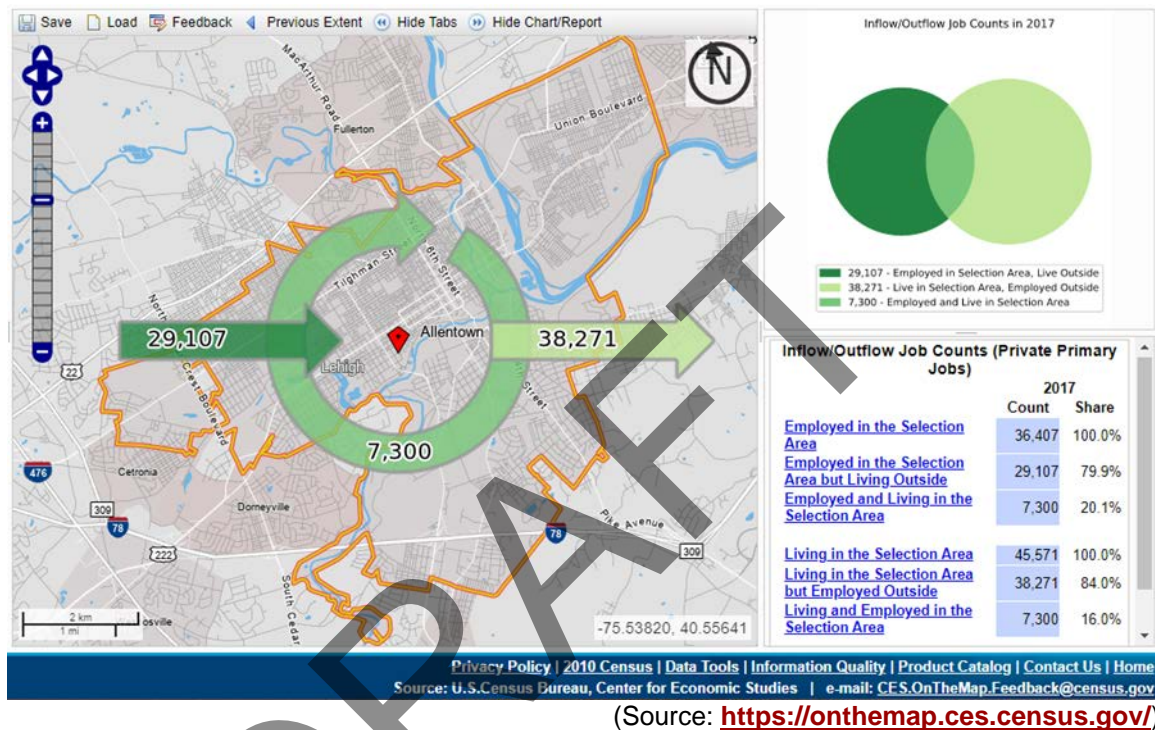 Save Load Feedback Previous Extent Hide Tabs Hide Chart/Report
MacArthur Road
Fullerton
Union Boulevard
N
Tilghman Street
North 6th Street
29,107
Allentown
38,271
Lehigh
22
North
Crest Boulevard
4th Street
7,300
476
Cetronia
309
78
Dorneyville
222
Pike Avenue
78
309
South Cedar
2 km
1 mi
osville
-75.53820, 40.55641
Inflow/Outflow Job Counts in 2017
29,107 - Employed in Selection Area, Live Outside
38,271 - Live in Selection Area, Employed Outside
7,300 - Employed and Live in Selection Area
Inflow/Outflow Job Counts (Private Primary
Jobs)
2017
Count Share
Employed in the Selection
Area 36,407 100.0%
Employed in the Selection
Area but Living Outside 29,107 79.9%
Employed and Living in the
Selection Area 7,300 20.1%
Living in the Selection Area 45,571 100.0%
Living in the Selection Area
but Employed Outside 38,271 84.0%
Living and Employed in the
Selection Area 7,300 16.0%
Privacy Policy | 2010 Census | Data Tools | Information Quality | Product Catalog | Contact Us | Home
Source: U.S.Census Bureau, Center for Economic Studies | e-mail: CES.OnTheMap.Feedback@census.gov
(Source: https://onthemap.ces.census.gov/)
DRAFT